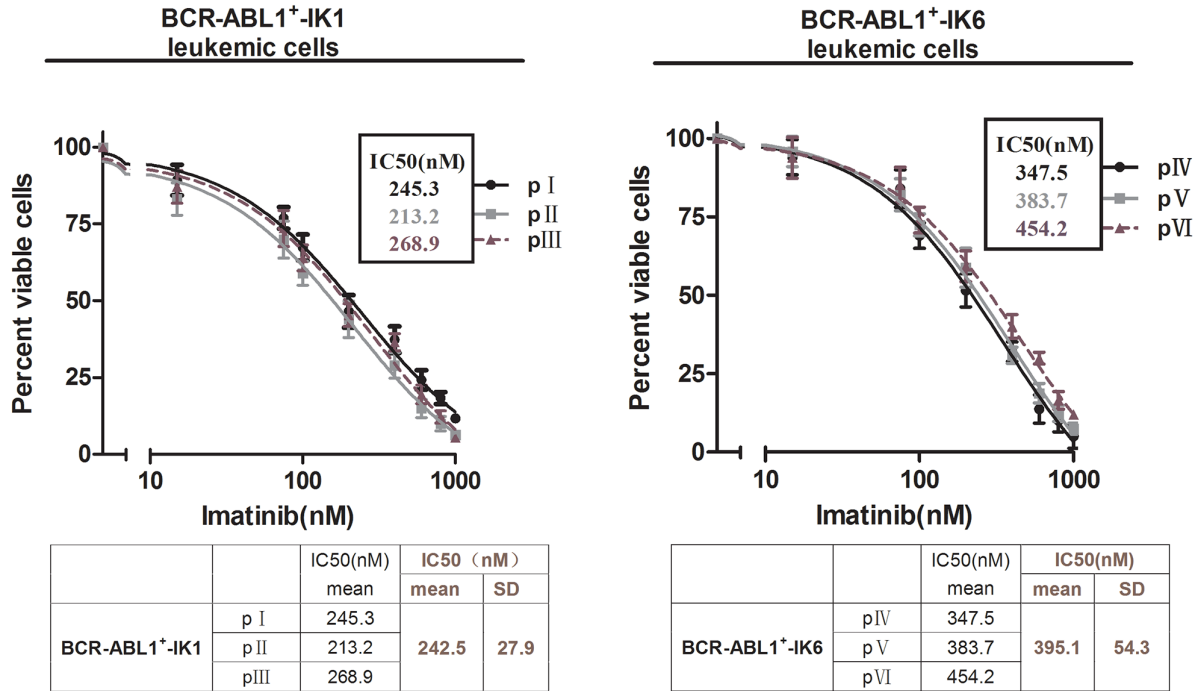 BCR-ABL1⁺-IK1
leukemic cells
Percent viable cells
100
75
50
25
0
10
100
1000
Imatinib(nM)
IC50(nM)
245.3
213.2
268.9
pⅠ
pⅡ
pⅢ
BCR-ABL1⁺-IK6
leukemic cells
Percent viable cells
100
75
50
25
0
10
100
1000
Imatinib(nM)
IC50(nM)
347.5
383.7
454.2
pⅣ
pⅤ
pⅥ
IC50(nM) IC50（nM）
mean mean SD
pⅠ 245.3
BCR-ABL1⁺-IK1 pⅡ 213.2 242.5 27.9
pⅢ 268.9
IC50(nM) IC50(nM)
mean mean SD
pⅣ 347.5
BCR-ABL1⁺-IK6 pⅤ 383.7 395.1 54.3
pⅥ 454.2